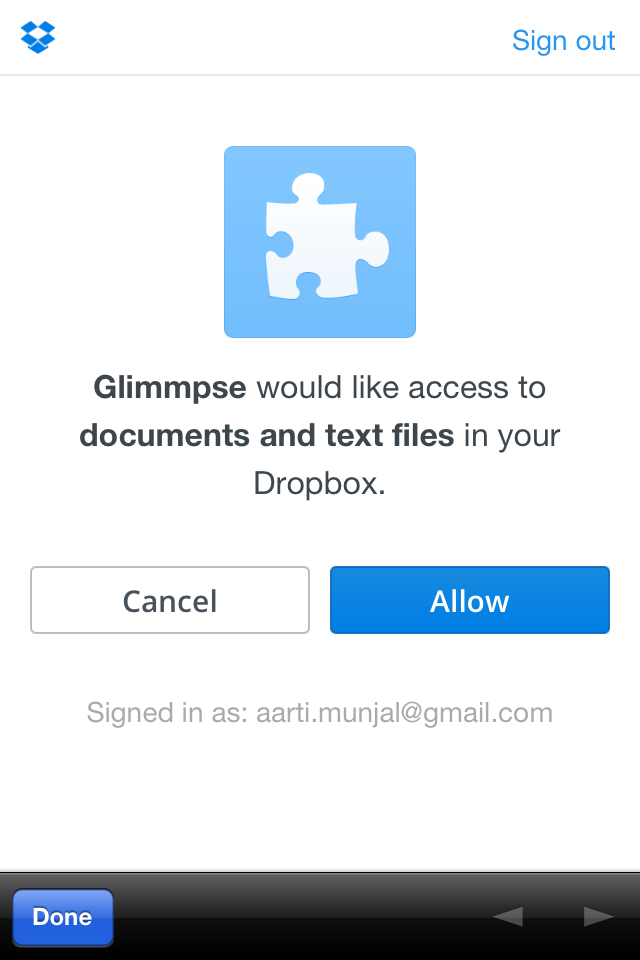 Sign out
Glimmpse would like access to
documents and text files in your
Dropbox.
Cancel
Allow
Signed in as: aarti.munjal@gmail.com
Done